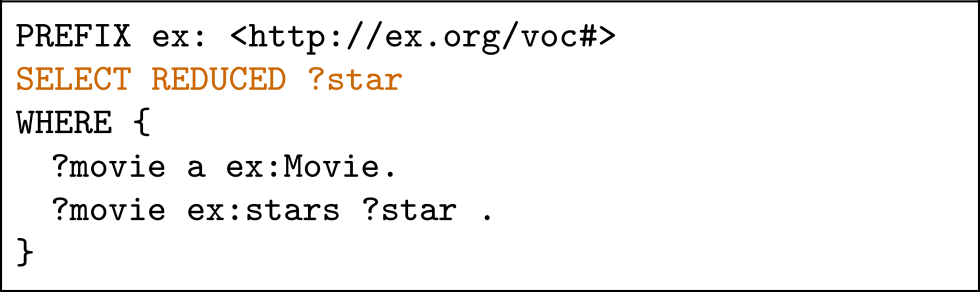 PREFIX ex: <http://ex.org/voc#>
SELECT REDUCED ?star
WHERE {
  ?movie a ex:Movie.
  ?movie ex:stars ?star .
}